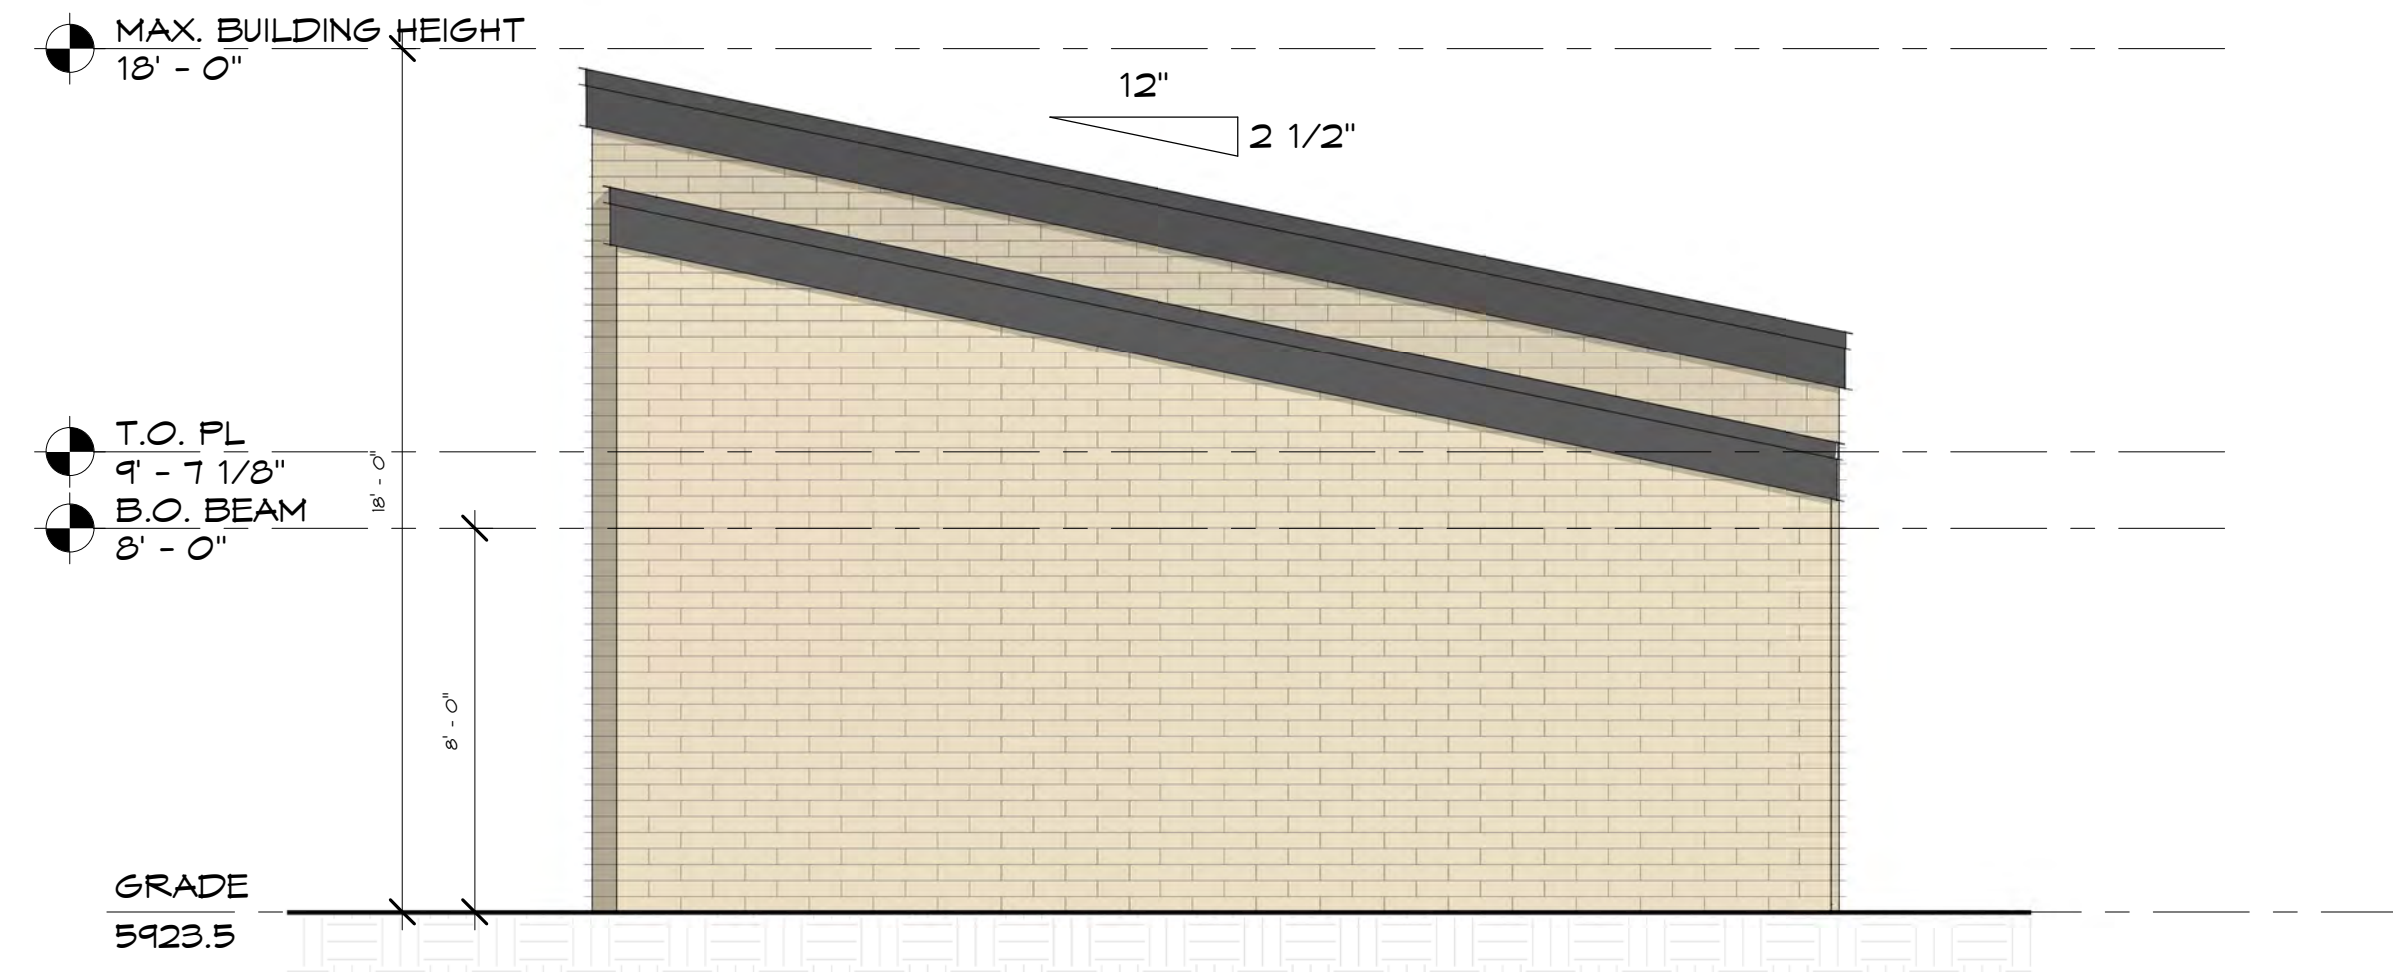 MAX. BUILDING HEIGHT
18' - 0"
12"
2 1/2"
T.O. PL
9' - 7 1/8"
18' - 0"
B.O. BEAM
8' - 0"
8' - 0"
GRADE
5923.5